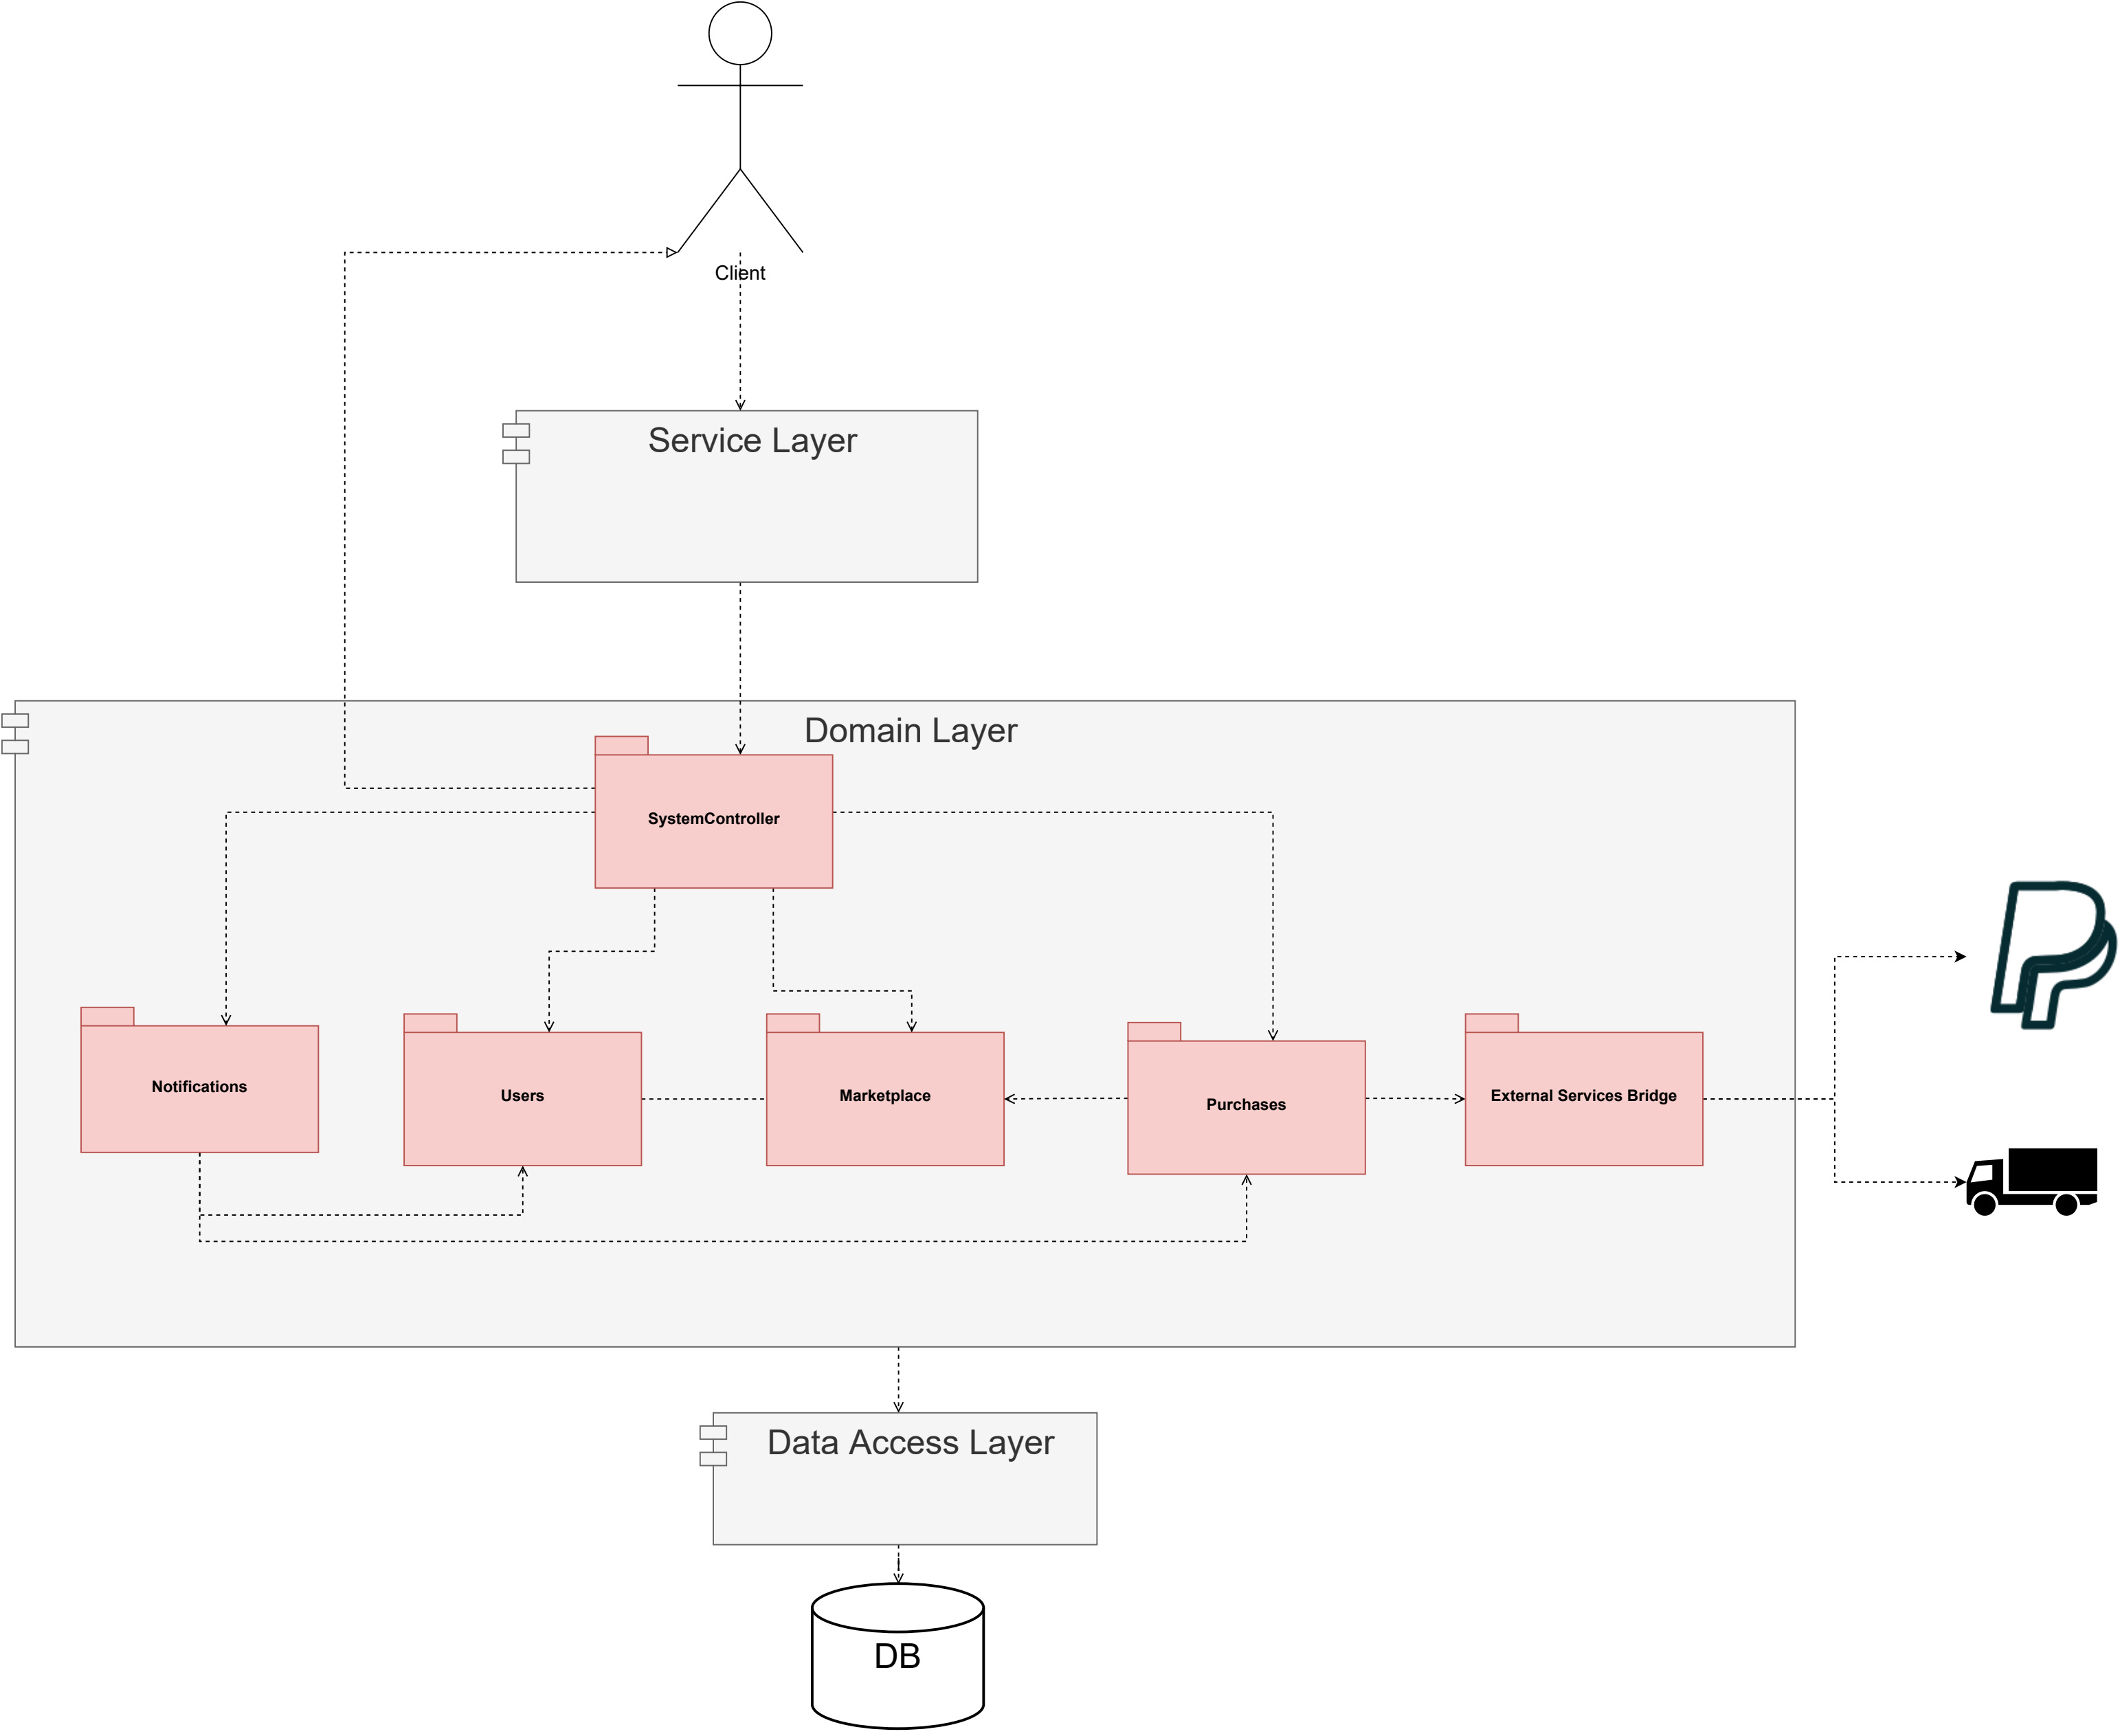 Client
Service Layer
Domain Layer
SystemController
Notifications
Users
Marketplace
Purchases
External Services Bridge
Data Access Layer
DB